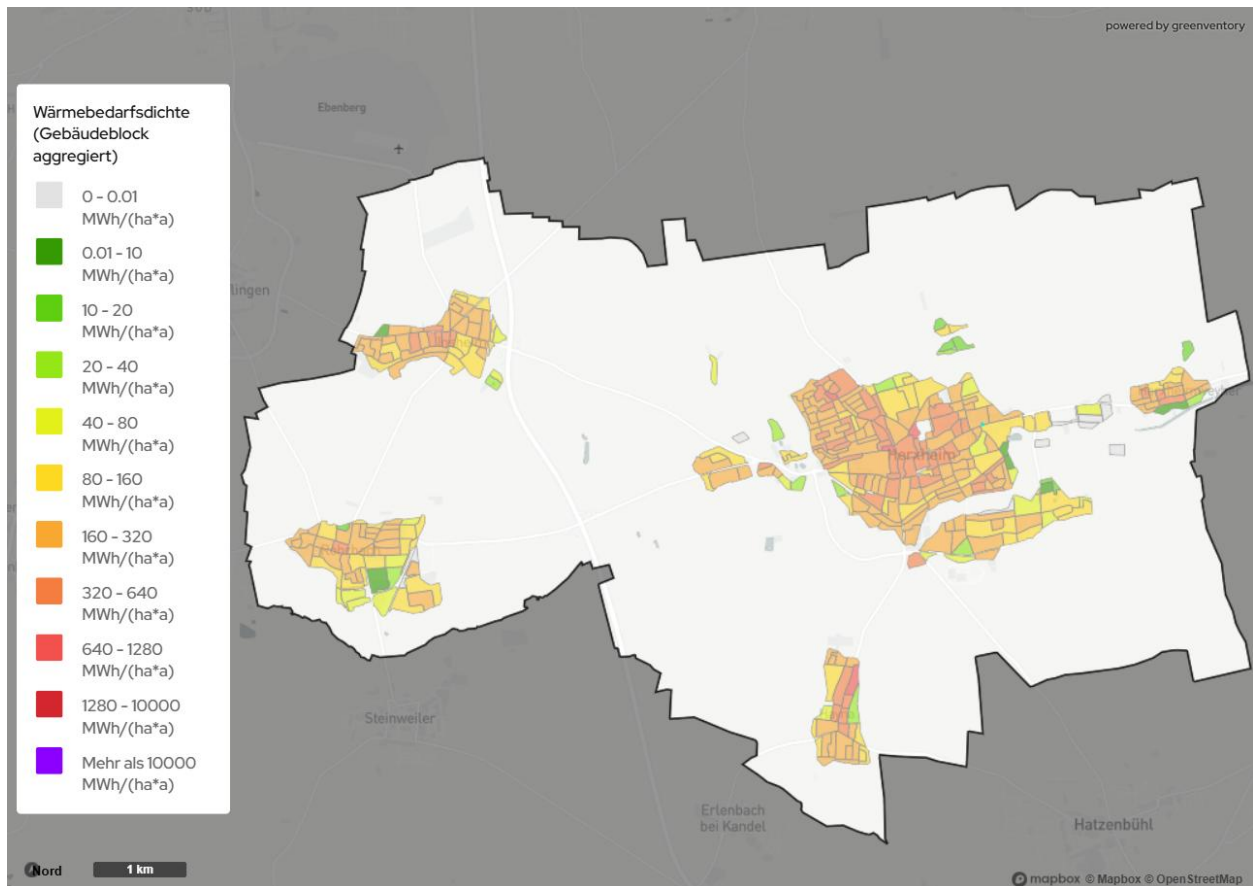 powered by greenventory
Wärmebedarfsdichte
(Gebäudeblock
aggregiert)
0 - 0.01
MWh/(ha*a)
0.01 - 10
MWh/(ha*a)
10 - 20
MWh/(ha*a)
20 - 40
MWh/(ha*a)
40 - 80
MWh/(ha*a)
80 - 160
MWh/(ha*a)
160 - 320
MWh/(ha*a)
320 - 640
MWh/(ha*a)
640 - 1280
MWh/(ha*a)
1280 - 10000
MWh/(ha*a)
Mehr als 10000
MWh/(ha*a)
Ebenberg
lingen
Herxheim
Steinweiler
Erlenbach
bei Kandel
Hatzenbühl
Nord
1 km
mapbox © Mapbox © OpenStreetMap